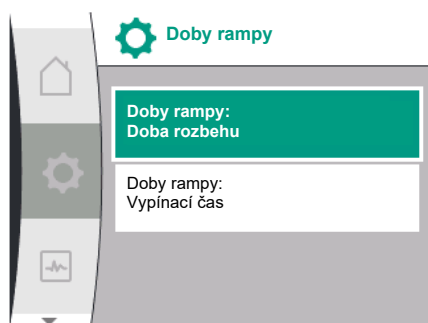 Doby rampy
Doby rampy:
Doba rozbehu
Doby rampy:
Vypínací čas